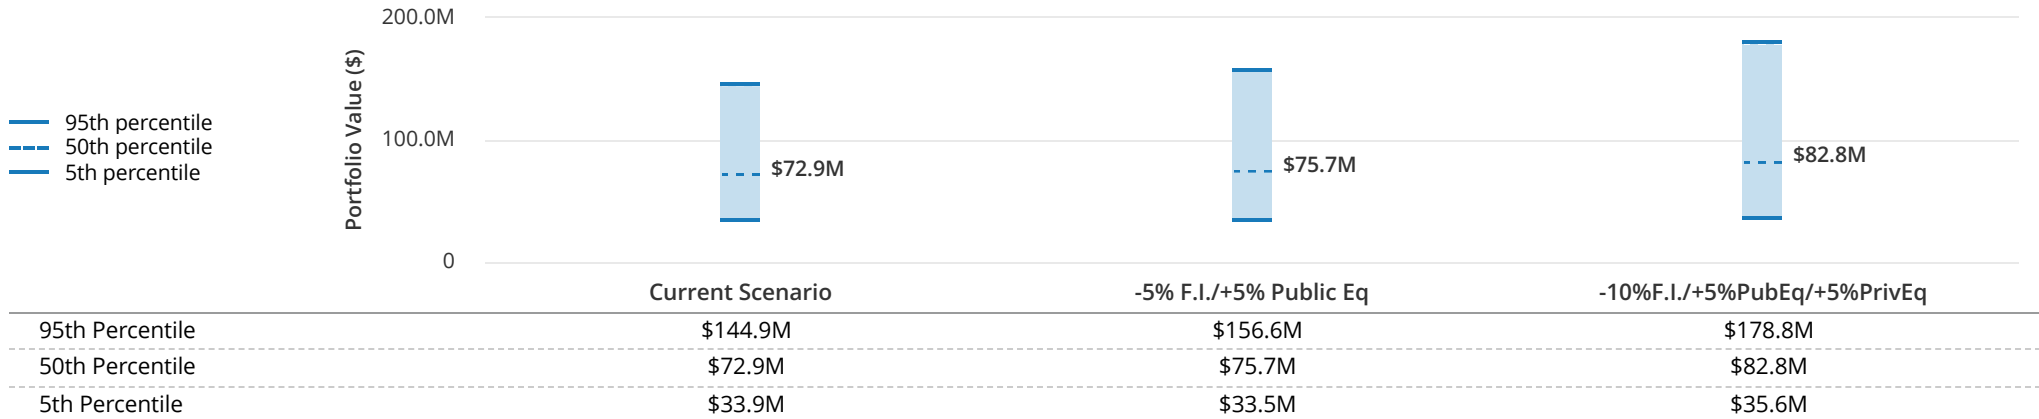 200.0M
100.0M
0
Portfolio Value ($)
95th percentile
50th percentile
5th percentile
$72.9M
$75.7M
$82.8M
Current Scenario -5% F.I./+5% Public Eq -10%F.I./+5%PubEq/+5%PrivEq
95th Percentile $144.9M $156.6M $178.8M
50th Percentile $72.9M $75.7M $82.8M
5th Percentile $33.9M $33.5M $35.6M